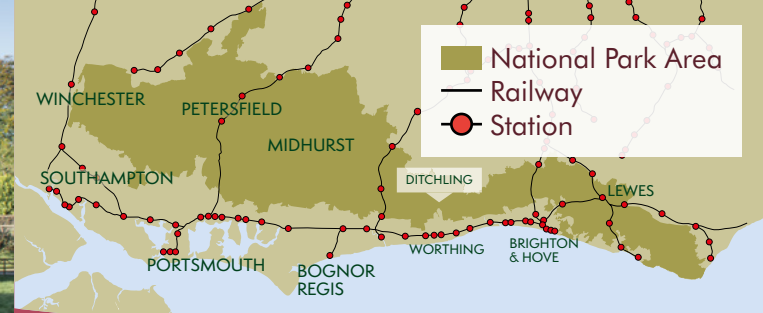 National Park Area
Railway
Station
WINCHESTER
PETERSFIELD
MIDHURST
SOUTHAMPTON
DITCHLING
LEWES
WORTHING
BRIGHTON
& HOVE
PORTSMOUTH
BOGNOR
REGIS